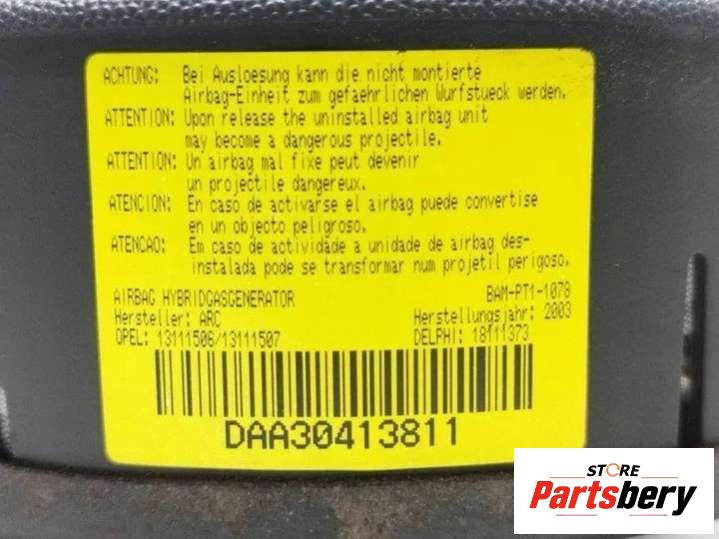 ACHTUNG: Bei Ausloesung kann die nicht montierte
Airbag-Einheit zum gefaehrlichen Wurfstueck werden.
ATTENTION: Upon release the uninstalled airbag unit
may become a dangerous projectile.
ATTENTION: Un airbag mal fixe peut devenir
un projectile dangereux.
ATENCION: En caso de activarse el airbag puede convertise
en un objecto peligroso.
ATENCAO: Em caso de actividade a unidade de airbag des-
instalada pode se transformar num projetil perigoso.
AIRBAG HYBRIDGASGENERATOR BAM-PT1-1078
Hersteller: ARC Herstellungsjahr: 2003
OPEL: 13111506/13111507 DELPHI: 18111373
DAA30413811
STORE
Partsbery